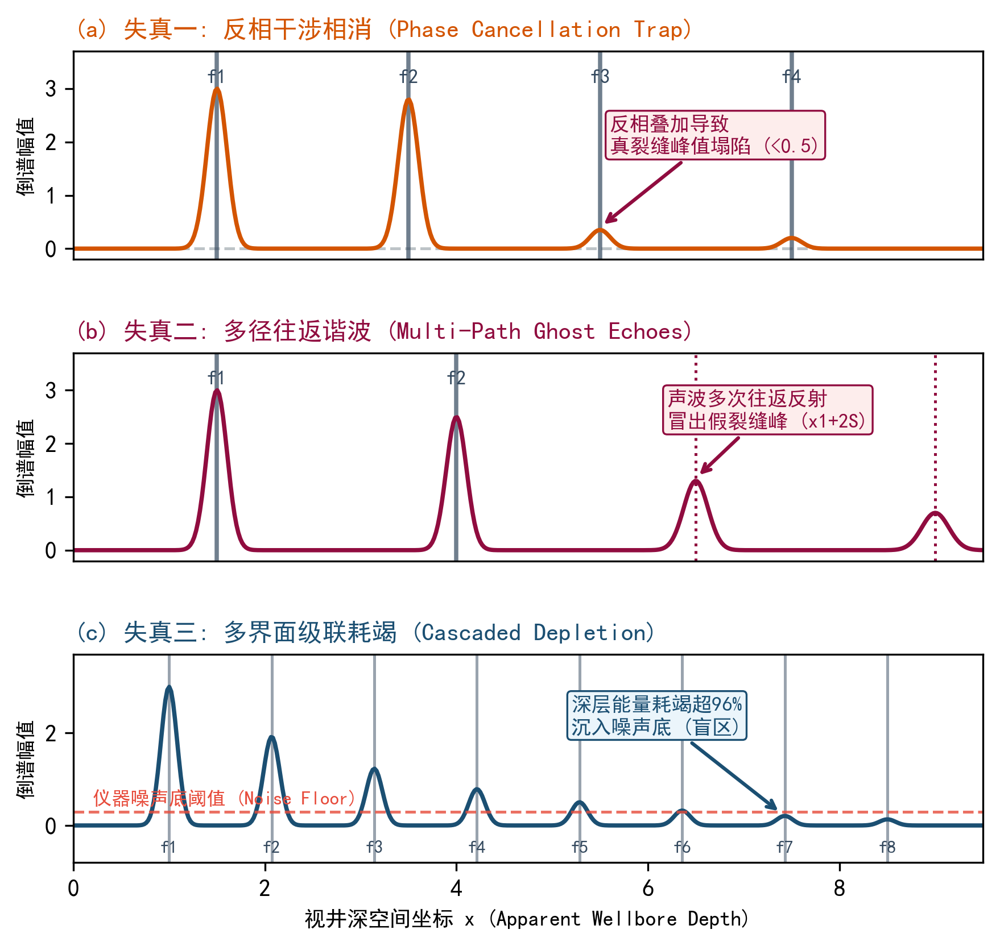 (a) 失真一: 反相干涉相消 (Phase Cancellation Trap)
f1
f2
f3
f4
反相叠加导致
真裂缝峰值塌陷 (<0.5)
倒谱幅值
3
2
1
0
(b) 失真二: 多径往返谐波 (Multi-Path Ghost Echoes)
f1
f2
声波多次往返反射
冒出假裂缝峰 (x1+2S)
倒谱幅值
3
2
1
0
(c) 失真三: 多界面级联耗竭 (Cascaded Depletion)
深层能量耗竭超96%
沉入噪声底 (盲区)
仪器噪声底阈值 (Noise Floor)
倒谱幅值
2
0
f1
f2
f3
f4
f5
f6
f7
f8
0
2
4
6
8
视井深空间坐标 x (Apparent Wellbore Depth)